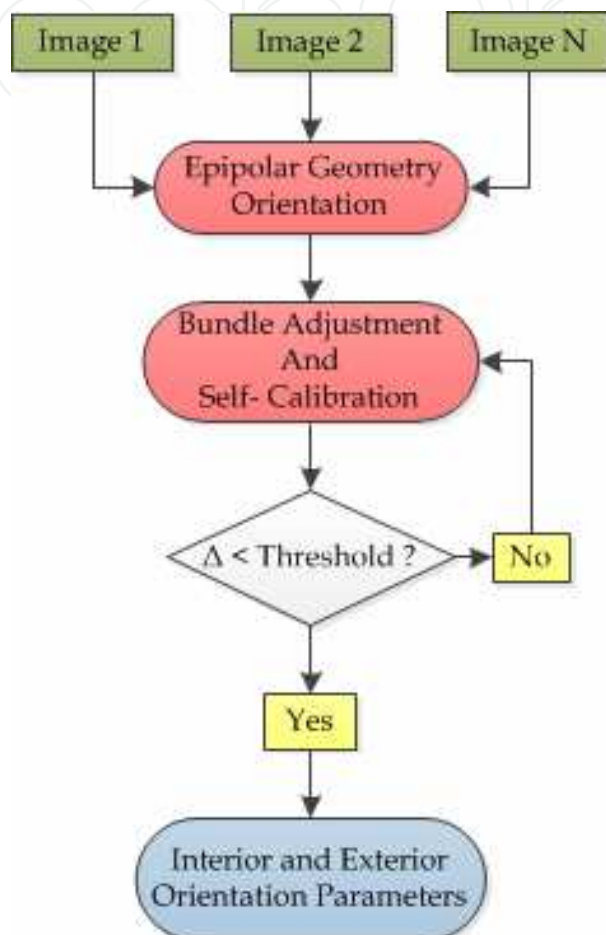 Image 1
Image 2
Image N
Epipolar Geometry
Orientation
Bundle Adjustment
And
Self- Calibration
Δ < Threshold ?
No
Yes
Interior and Exterior
Orientation Parameters